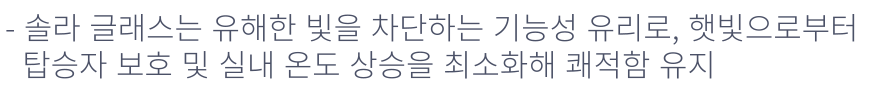 - 솔라 글래스는 유해한 빛을 차단하는 기능성 유리로, 햇빛으로부터
탑승자 보호 및 실내 온도 상승을 최소화해 쾌적함 유지